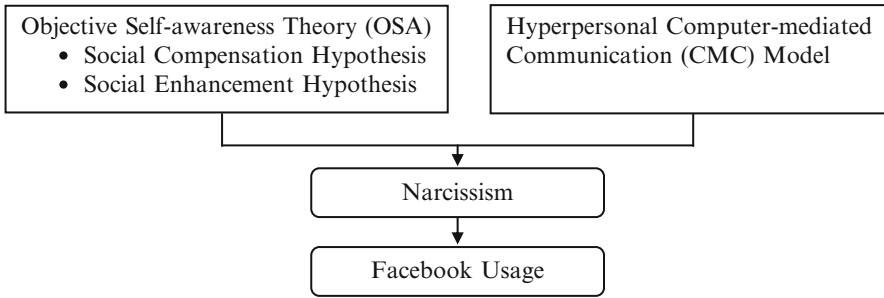 Objective Self-awareness Theory (OSA)
• Social Compensation Hypothesis
• Social Enhancement Hypothesis
Hyperpersonal Computer-mediated
Communication (CMC) Model
Narcissism
Facebook Usage